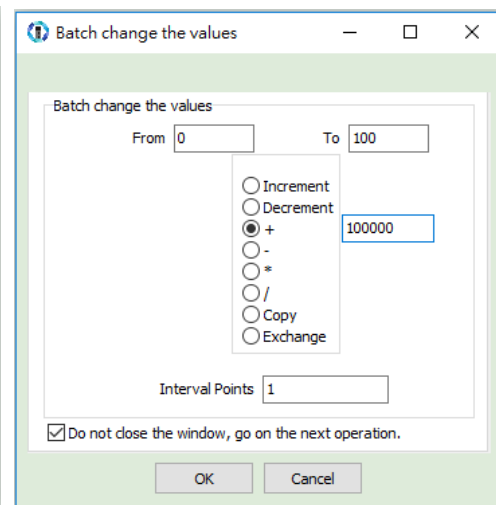 Batch change the values
Batch change the values
From 0 To 100
Increment
Decrement
+ 100000
-
*
/
Copy
Exchange
Interval Points 1
Do not close the window, go on the next operation.
OK Cancel